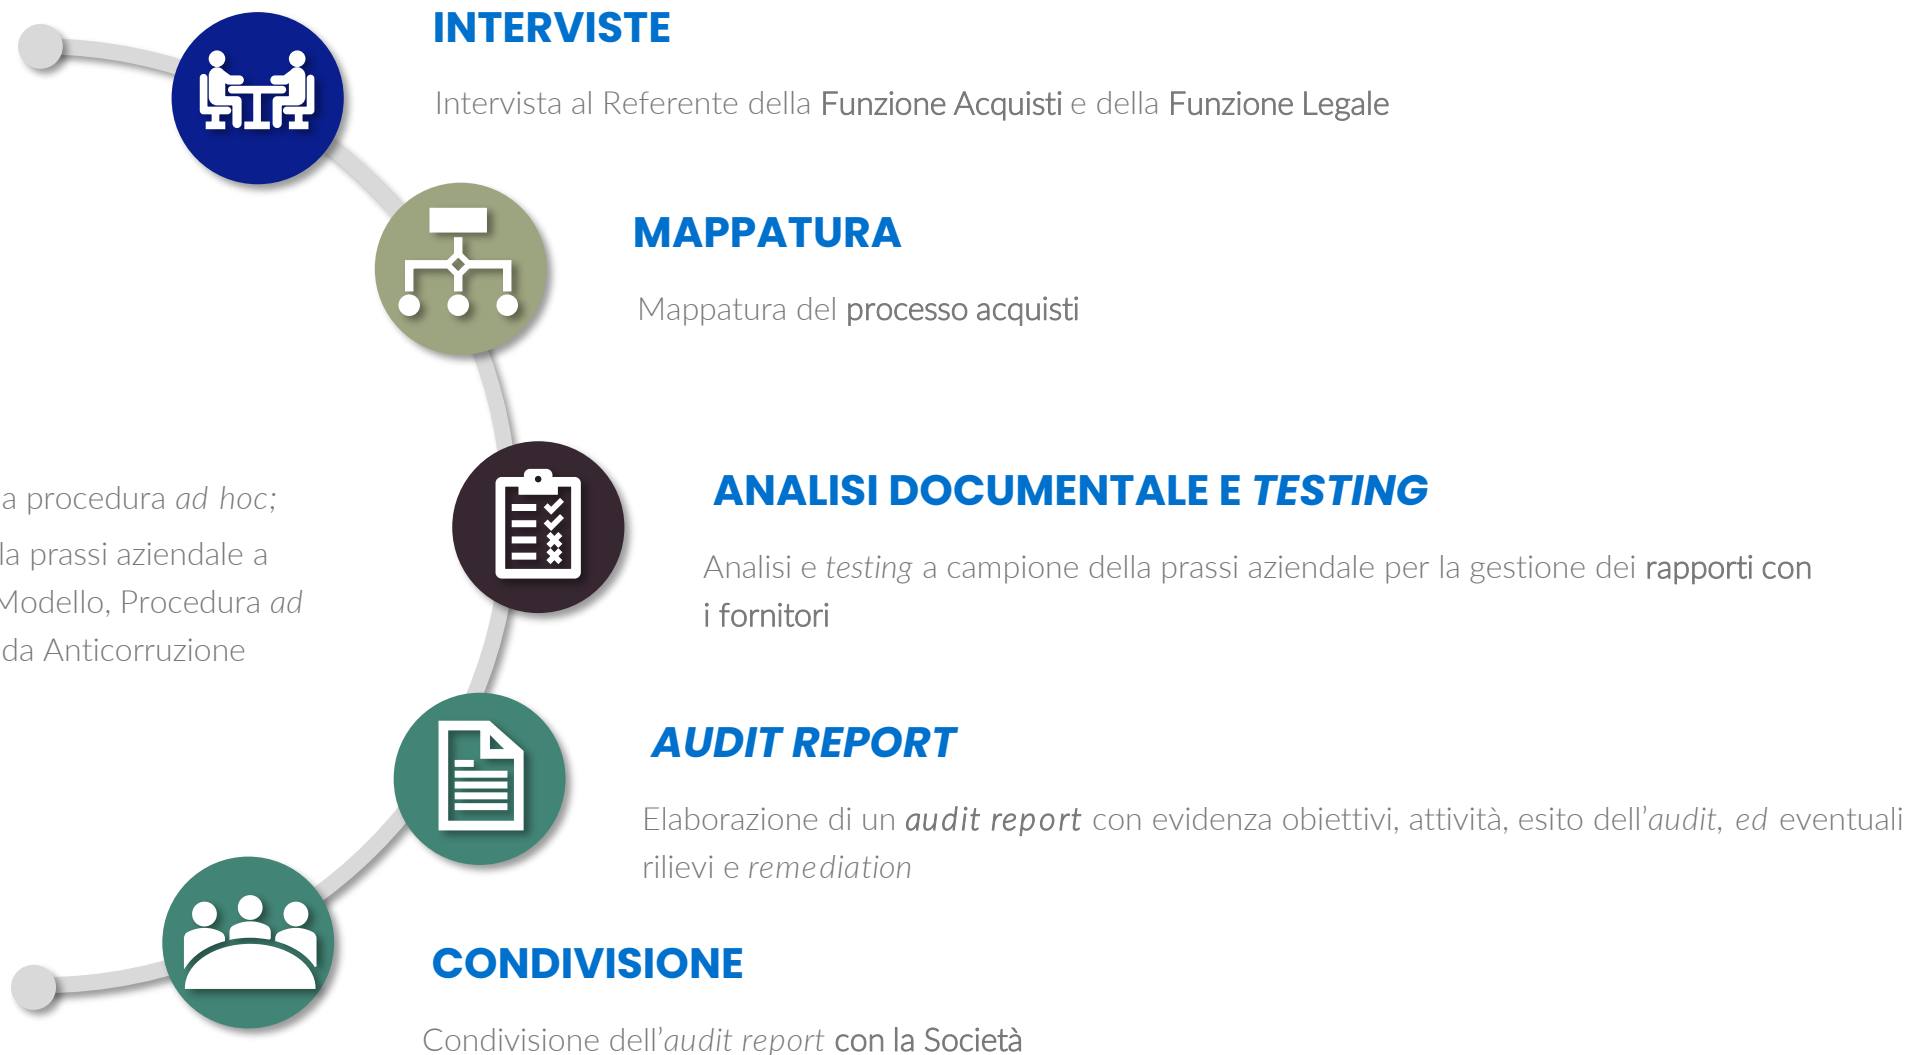 INTERVISTE
Intervista al Referente della Funzione Acquisti e della Funzione Legale
MAPPATURA
Mappatura del processo acquisti
a procedura ad hoc;
la prassi aziendale a
Modello, Procedura ad
da Anticorruzione
ANALISI DOCUMENTALE E TESTING
Analisi e testing a campione della prassi aziendale per la gestione dei rapporti con
i fornitori
AUDIT REPORT
Elaborazione di un audit report con evidenza obiettivi, attività, esito dell’audit, ed eventuali
rilievi e remediation
CONDIVISIONE
Condivisione dell’audit report con la Società